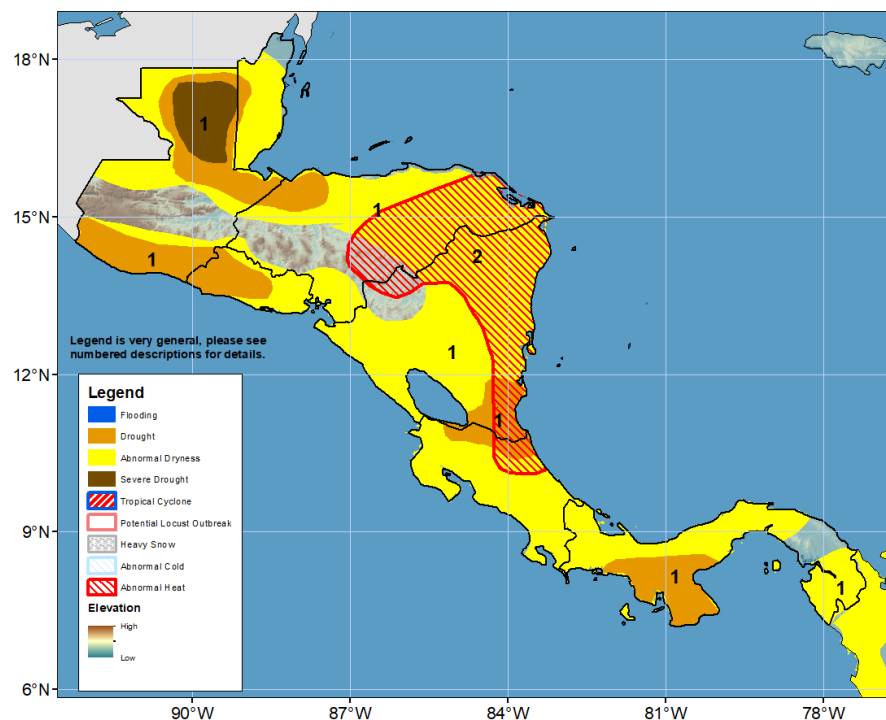 18°N
1
15°N
1
1
2
Legend is very general, please see
numbered descriptions for details.
1
12°N
Legend
Flooding
Drought
Abnormal Dryness
Severe Drought
Tropical Cyclone
Potential Locust Outbreak
Heavy Snow
Abnormal Cold
Abnormal Heat
Elevation
High
Low
1
9°N
1
1
6°N
90°W
87°W
84°W
81°W
78°W